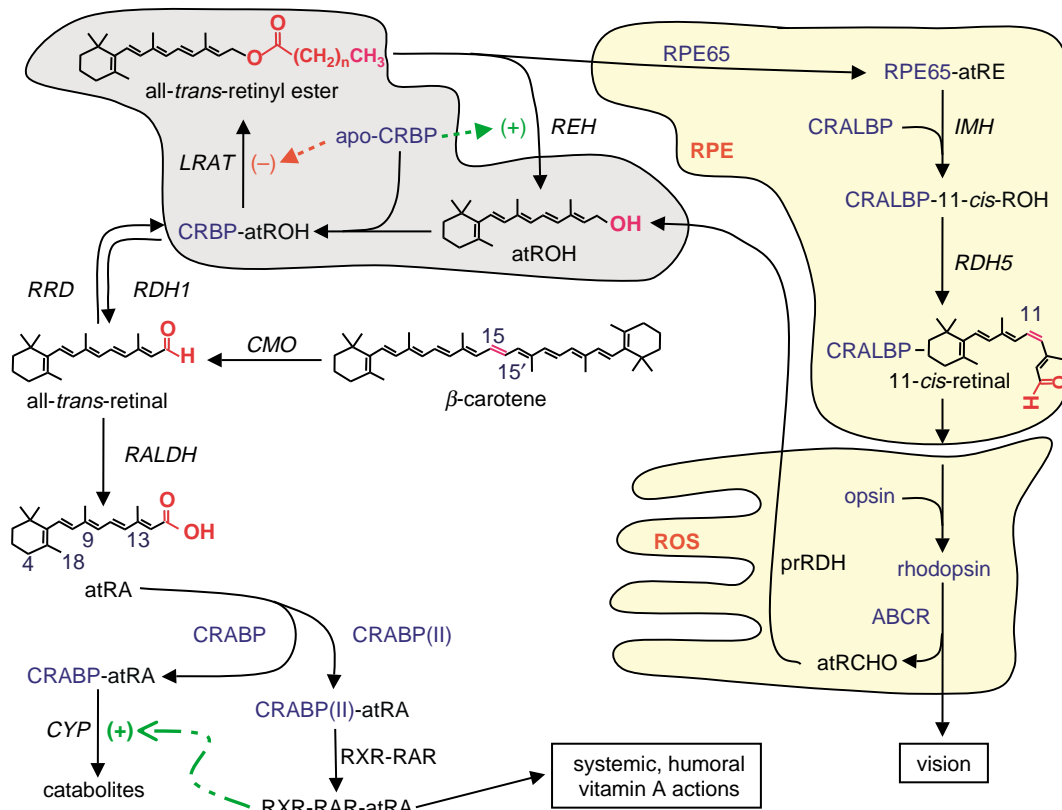 O
O
(CH₂)ₙCH₃
all-trans-retinyl ester
RPE65
RPE65-atRE
apo-CRBP
(+)
REH
CRALBP
IMH
LRAT
(–)
RPE
CRALBP-11-cis-ROH
CRBP-atROH
OH
atROH
RDH5
RRD
RDH1
O
H
CMO
15
15′
11
CRALBP
O
H
11-cis-retinal
all-trans-retinal
β-carotene
RALDH
O
OH
9
13
4
18
atRA
opsin
ROS
prRDH
rhodopsin
ABCR
atRCHO
CRABP
CRABP(II)
CRABP-atRA
CRABP(II)-atRA
CYP
(+)
RXR-RAR
catabolites
RXR-RAR-atRA
systemic, humoral
vitamin A actions
vision